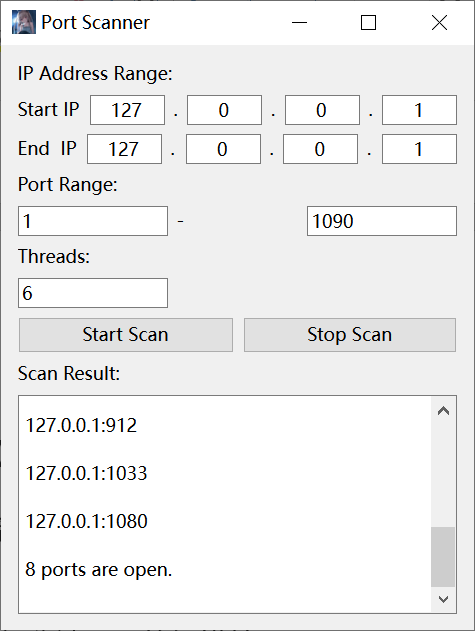 Port Scanner
IP Address Range:
Start IP 127 . 0 . 0 . 1
End IP 127 . 0 . 0 . 1
Port Range:
1 - 1090
Threads:
6
Start Scan Stop Scan
Scan Result:
127.0.0.1:912
127.0.0.1:1033
127.0.0.1:1080
8 ports are open.